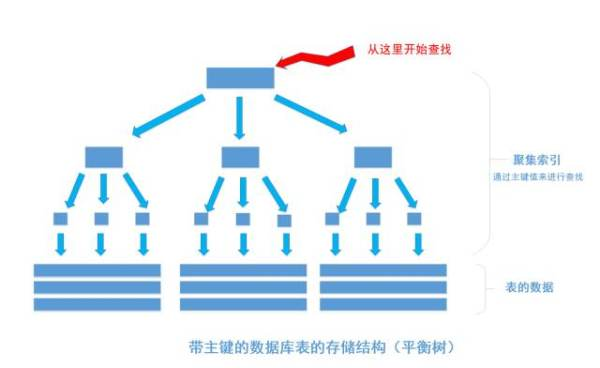 从这里开始查找
聚集索引
通过主键值来进行查找
表的数据
带主键的数据库表的存储结构（平衡树）